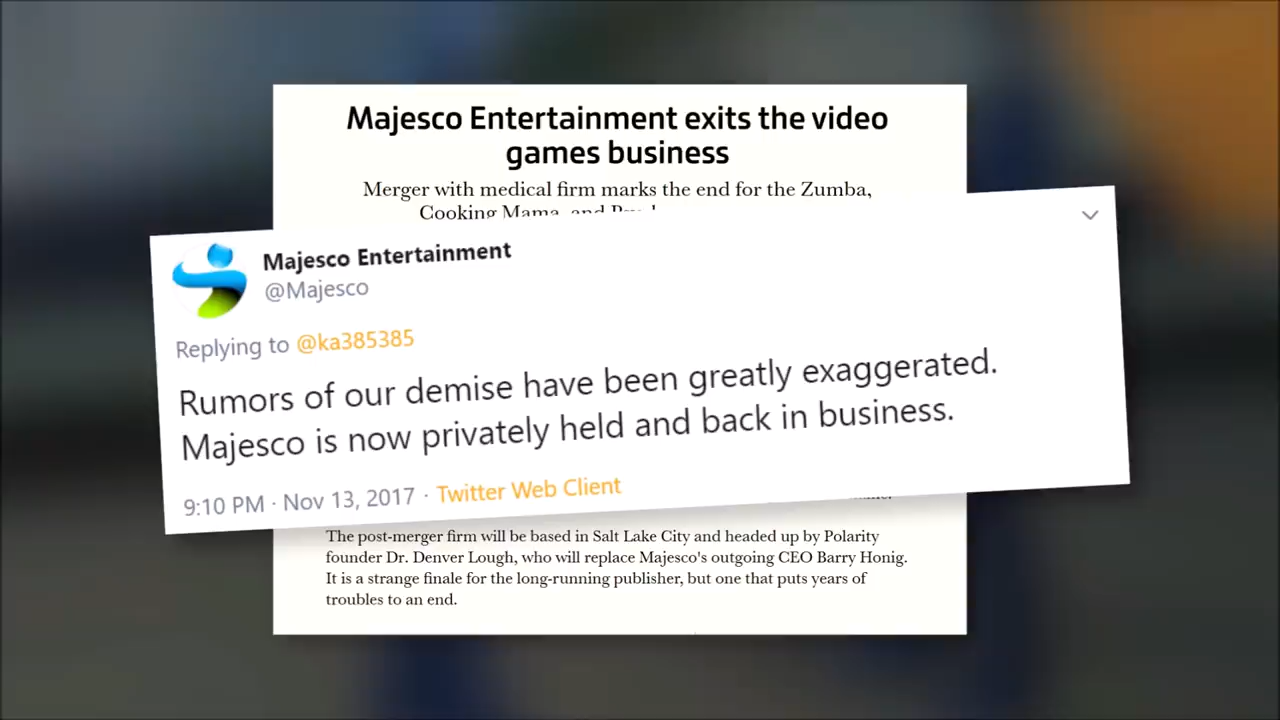 Majesco Entertainment exits the video
games business
Merger with medical firm marks the end for the Zumba,
Cooking Mama, and
Majesco Entertainment
@Majesco
Replying to @ka385385
Rumors of our demise have been greatly exaggerated.
Majesco is now privately held and back in business.
9:10 PM · Nov 13, 2017 · Twitter Web Client
The post-merger firm will be based in Salt Lake City and headed up by Polarity
founder Dr. Denver Lough, who will replace Majesco's outgoing CEO Barry Honig.
It is a strange finale for the long-running publisher, but one that puts years of
troubles to an end.